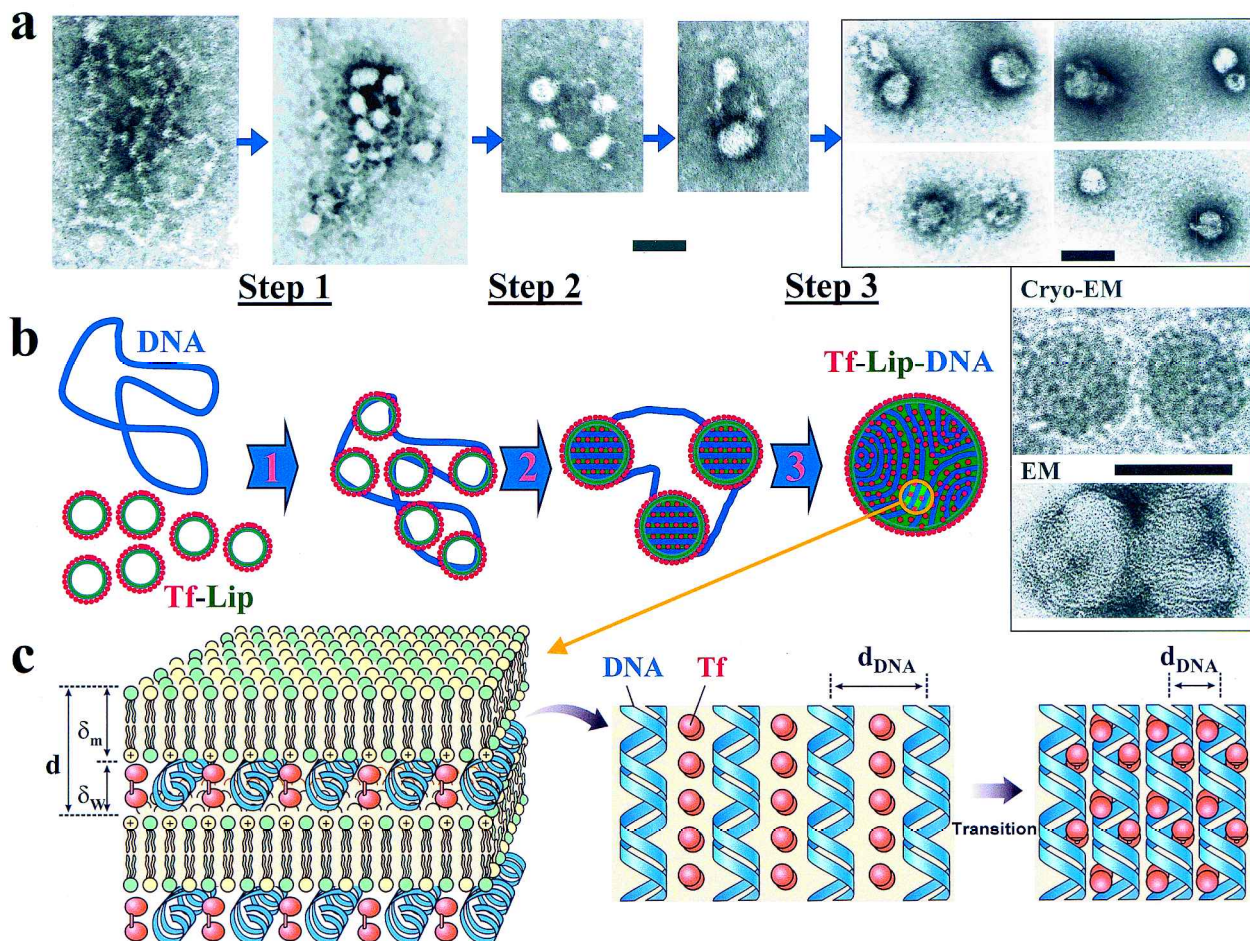 a
Step 1
Step 2
Step 3
b
DNA
Tf-Lip
1
2
3
Tf-Lip-DNA
Cryo-EM
EM
c
d
δm
δw
+ + + + + + +
+ + + + + + +
DNA
Tf
dDNA
Transition
dDNA